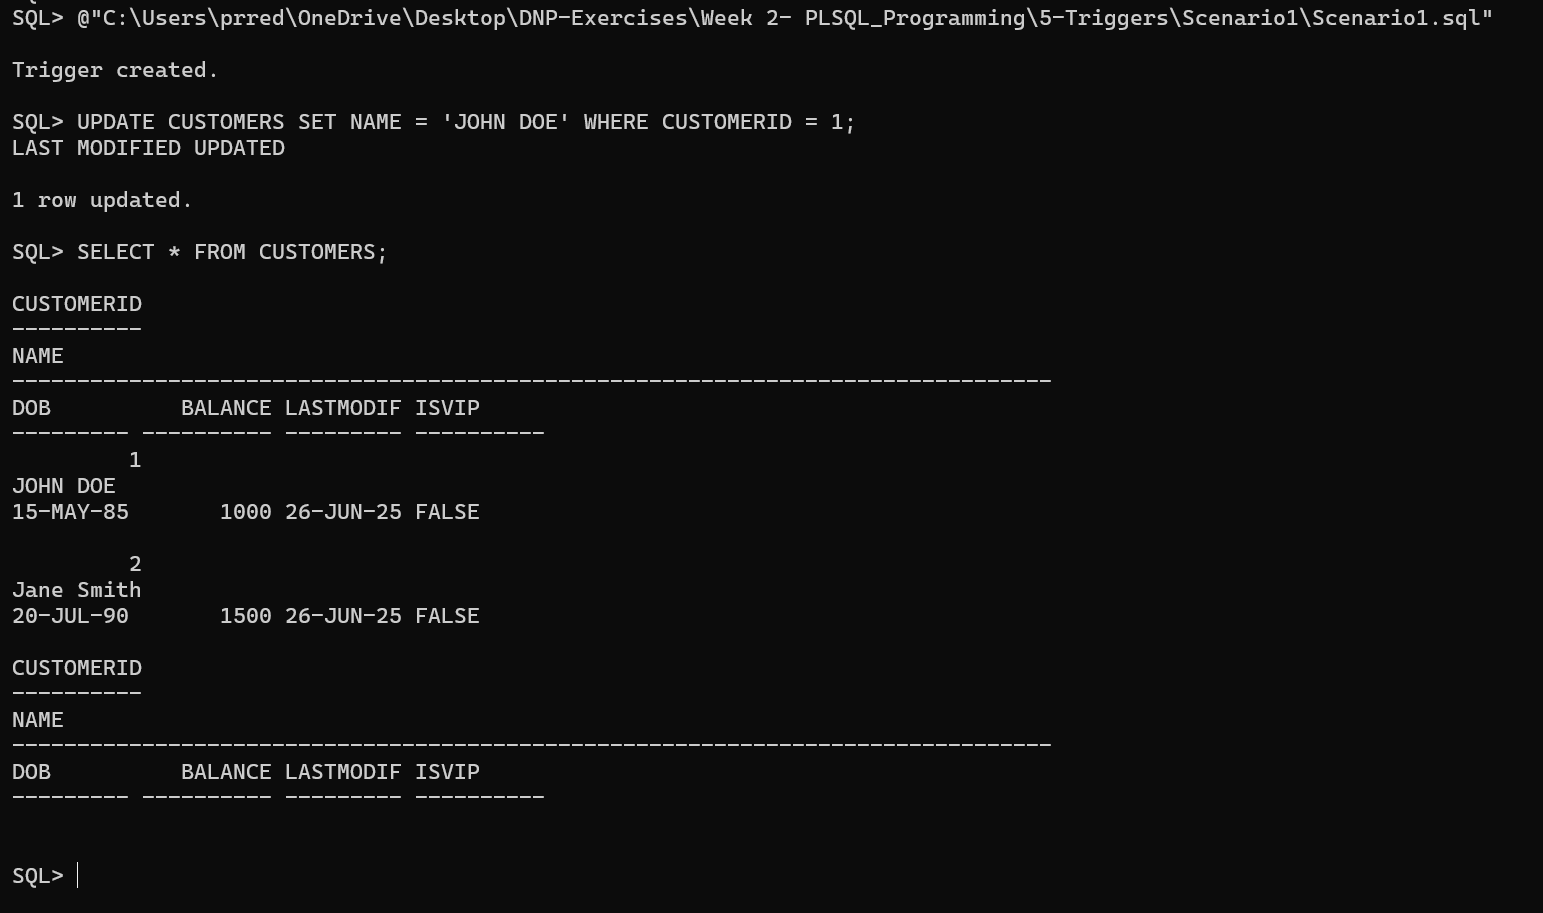 SQL> @"C:\Users\prred\OneDrive\Desktop\DNP-Exercises\Week 2- PLSQL_Programming\5-Triggers\Scenario1\Scenario1.sql"
Trigger created.
SQL> UPDATE CUSTOMERS SET NAME = 'JOHN DOE' WHERE CUSTOMERID = 1;
LAST MODIFIED UPDATED
1 row updated.
SQL> SELECT * FROM CUSTOMERS;
CUSTOMERID
----------
NAME
--------------------------------------------------------------------------------
DOB          BALANCE LASTMODIF ISVIP
--------- ---------- --------- ----------
         1
JOHN DOE
15-MAY-85       1000 26-JUN-25 FALSE
         2
Jane Smith
20-JUL-90       1500 26-JUN-25 FALSE
CUSTOMERID
----------
NAME
--------------------------------------------------------------------------------
DOB          BALANCE LASTMODIF ISVIP
--------- ---------- --------- ----------
SQL>